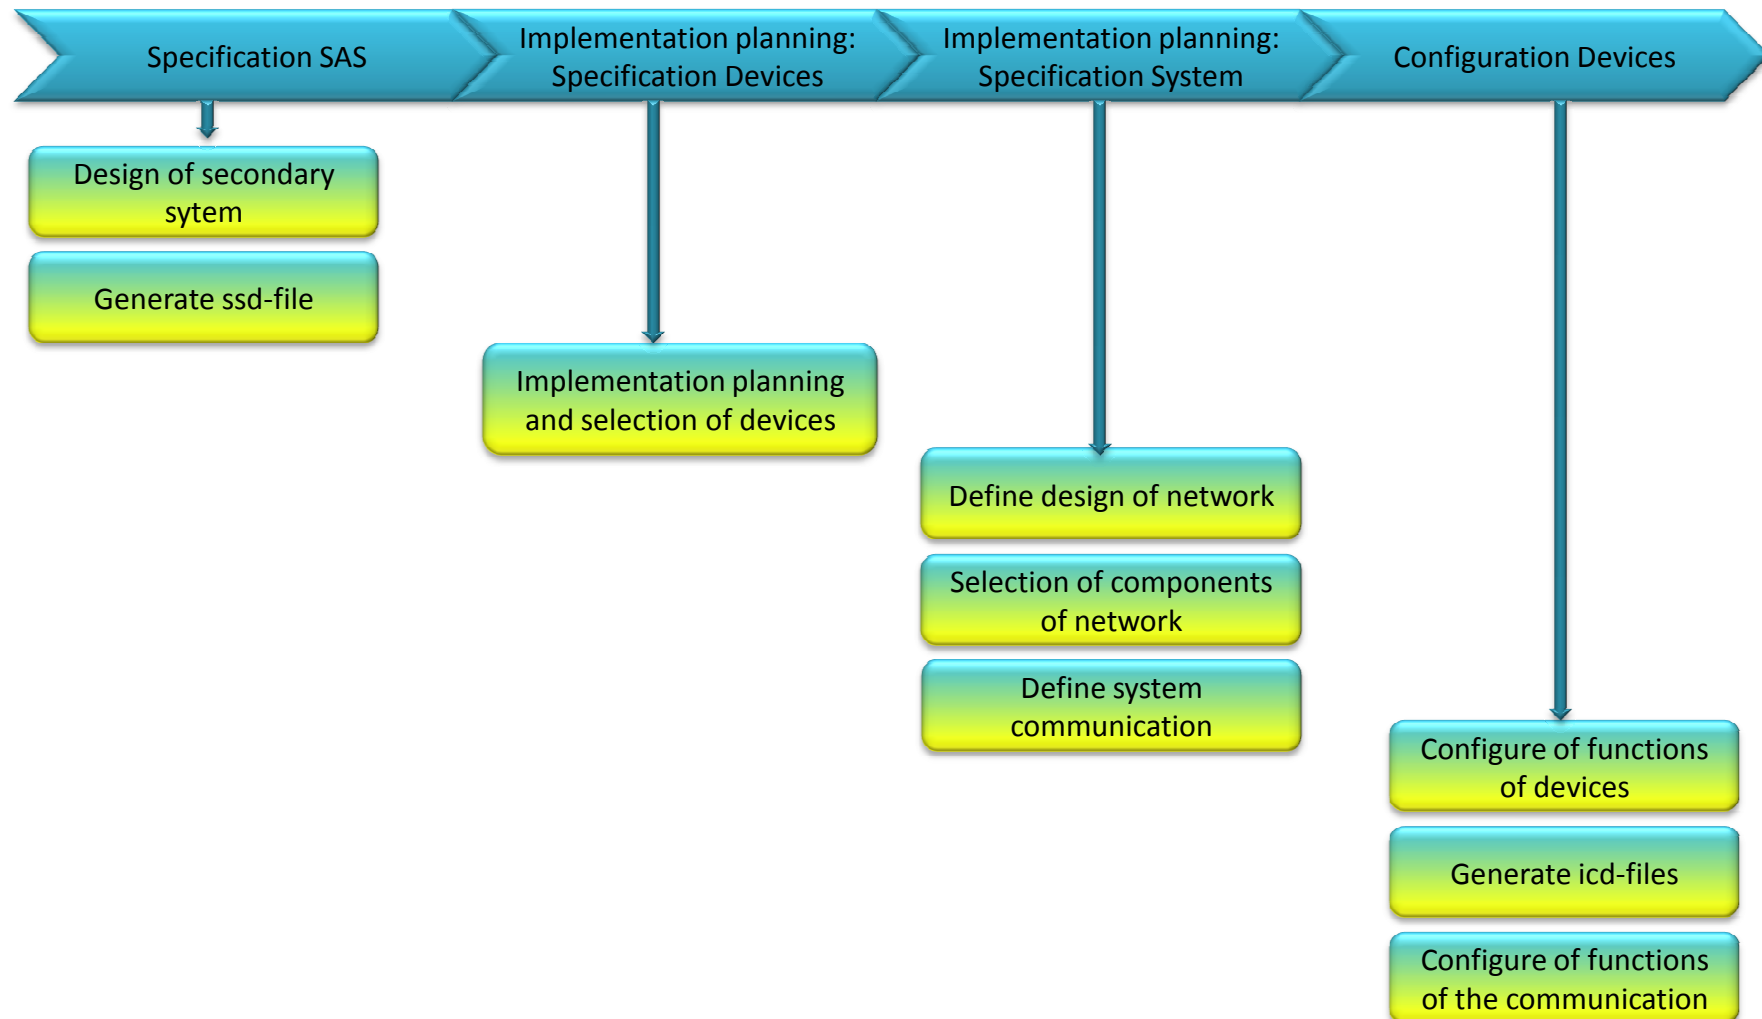 Specification SAS
Implementation planning:
Specification Devices
Implementation planning:
Specification System
Configuration Devices
Design of secondary
sytem
Generate ssd-file
Implementation planning
and selection of devices
Define design of network
Selection of components
of network
Define system
communication
Configure of functions
of devices
Generate icd-files
Configure of functions
of the communication